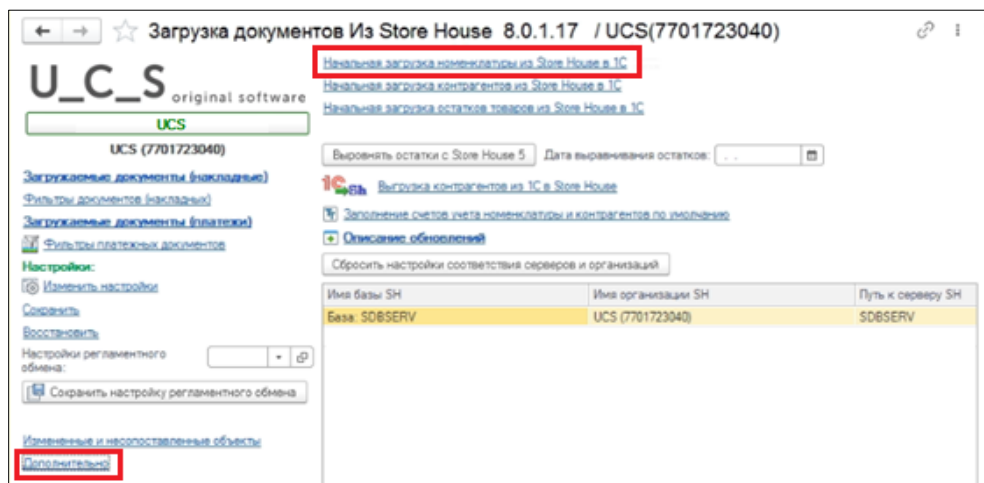 Загрузка документов Из Store House 8.0.1.17 / UCS(7701723040)
U_C_S original software
UCS
UCS (7701723040)
Загружаемые документы (накладные)
Фильтры документов (накладных)
Загружаемые документы (платежи)
Фильтры платежных документов
Настройки:
Изменить настройки
Сохранить
Восстановить
Настройки регламентного
обмена:
Сохранить настройку регламентного обмена
Измененные и несопоставленные объекты
Дополнительно
Начальная загрузка номенклатуры из Store House в 1С
Начальная загрузка контрагентов из Store House в 1С
Начальная загрузка остатков товаров из Store House в 1С
Выровнять остатки с Store House 5 Дата выравнивания остатков: . .
1С Sh Выгрузка контрагентов из 1С в Store House
Заполнение счетов учета номенклатуры и контрагентов по умолчанию
Описание обновлений
Сбросить настройки соответствия серверов и организаций
Имя базы SH Имя организации SH Путь к серверу SH
База: SDBSERV UCS (7701723040) SDBSERV